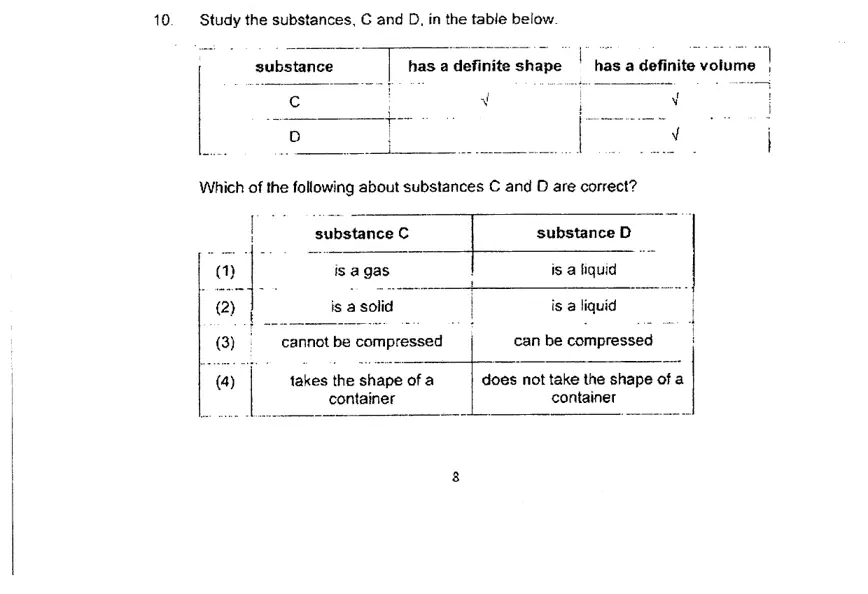 10. Study the substances, C and D, in the table below.
substance has a definite shape has a definite volume
C √ √
D √
Which of the following about substances C and D are correct?
substance C substance D
(1) is a gas is a liquid
(2) is a solid is a liquid
(3) cannot be compressed can be compressed
(4) takes the shape of a container does not take the shape of a container
8